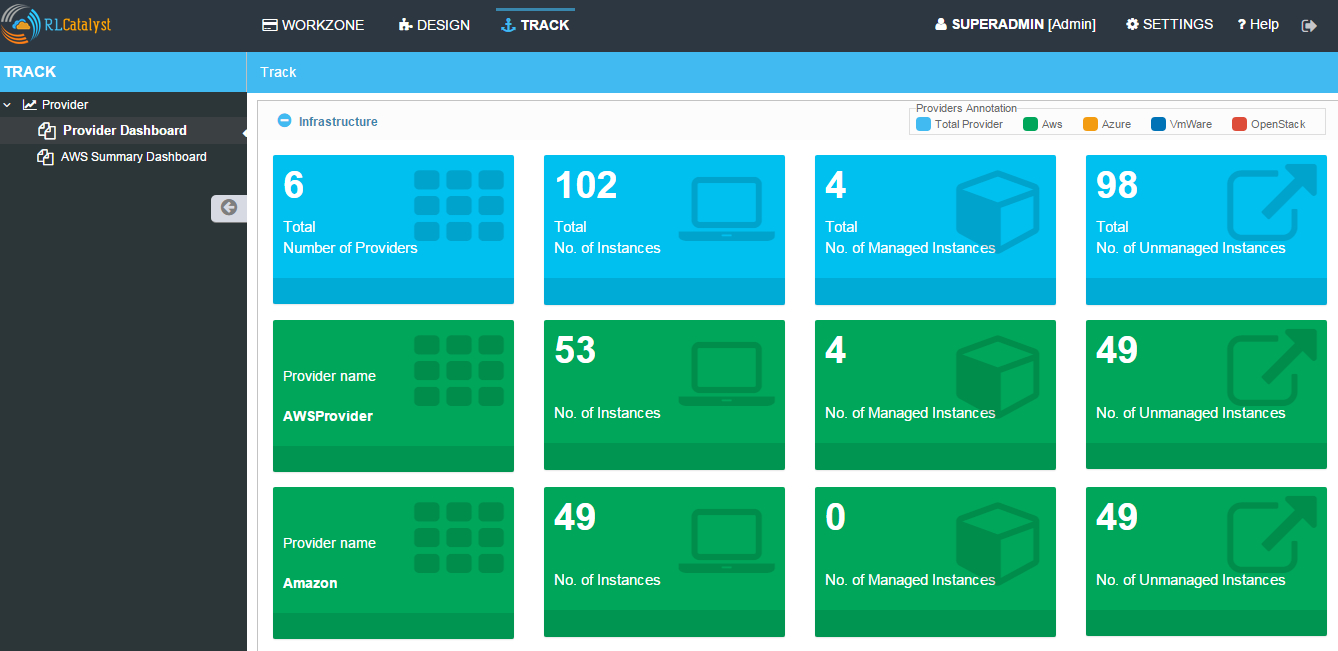 RLCatalyst
WORKZONE
DESIGN
TRACK
SUPERADMIN [Admin]
SETTINGS
? Help
TRACK
Track
Provider
Provider Dashboard
AWS Summary Dashboard
Infrastructure
Providers Annotation
Total Provider
Aws
Azure
VmWare
OpenStack
6
Total
Number of Providers
102
Total
No. of Instances
4
Total
No. of Managed Instances
98
Total
No. of Unmanaged Instances
Provider name
AWSProvider
53
No. of Instances
4
No. of Managed Instances
49
No. of Unmanaged Instances
Provider name
Amazon
49
No. of Instances
0
No. of Managed Instances
49
No. of Unmanaged Instances